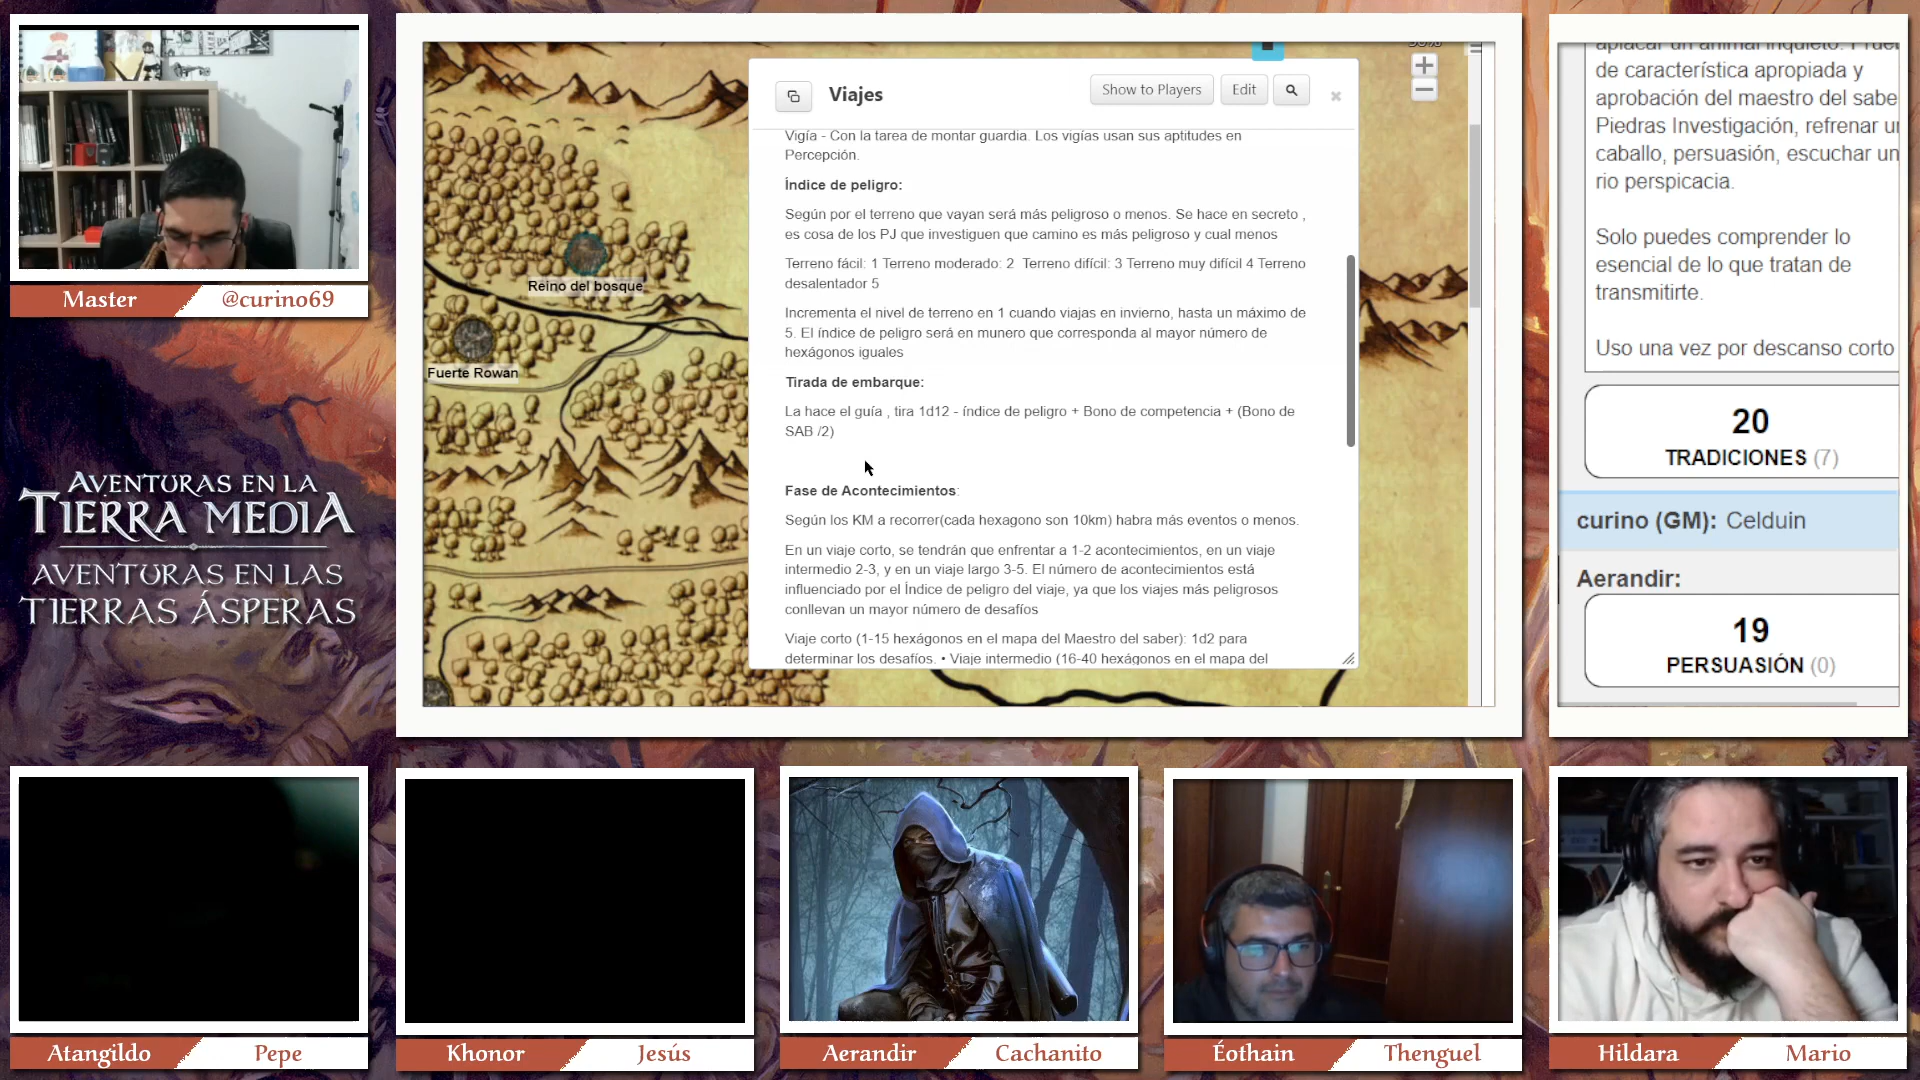 Master
@curino69
AVENTURAS EN LA
TIERRA MEDIA
AVENTURAS EN LAS
TIERRAS ÁSPERAS
Reino del bosque
Fuerte Rowan
Viajes
Show to Players
Edit
Vigía - Con la tarea de montar guardia. Los vigías usan sus aptitudes en
Percepción.
Índice de peligro:
Según por el terreno que vayan será más peligroso o menos. Se hace en secreto ,
es cosa de los PJ que investiguen que camino es más peligroso y cual menos
Terreno fácil: 1 Terreno moderado: 2  Terreno difícil: 3 Terreno muy difícil 4 Terreno
desalentador 5
Incrementa el nivel de terreno en 1 cuando viajas en invierno, hasta un máximo de
5. El índice de peligro será en munero que corresponda al mayor número de
hexágonos iguales
Tirada de embarque:
La hace el guía , tira 1d12 - índice de peligro + Bono de competencia + (Bono de
SAB /2)
Fase de Acontecimientos:
Según los KM a recorrer(cada hexagono son 10km) habra más eventos o menos.
En un viaje corto, se tendrán que enfrentar a 1-2 acontecimientos, en un viaje
intermedio 2-3, y en un viaje largo 3-5. El número de acontecimientos está
influenciado por el Índice de peligro del viaje, ya que los viajes más peligrosos
conllevan un mayor número de desafíos
Viaje corto (1-15 hexágonos en el mapa del Maestro del saber): 1d2 para
determinar los desafíos. • Viaje intermedio (16-40 hexágonos en el mapa del
aplacar un animal inquieto.
de característica apropiada y
aprobación del maestro del sabe
Piedras Investigación, refrenar un
caballo, persuasión, escuchar un
rio perspicacia.
Solo puedes comprender lo
esencial de lo que tratan de
transmitirte.
Uso una vez por descanso corto
20
TRADICIONES (7)
curino (GM): Celduin
Aerandir:
19
PERSUASIÓN (0)
Atangildo
Pepe
Khonor
Jesús
Aerandir
Cachanito
Éothain
Thenguel
Hildara
Mario